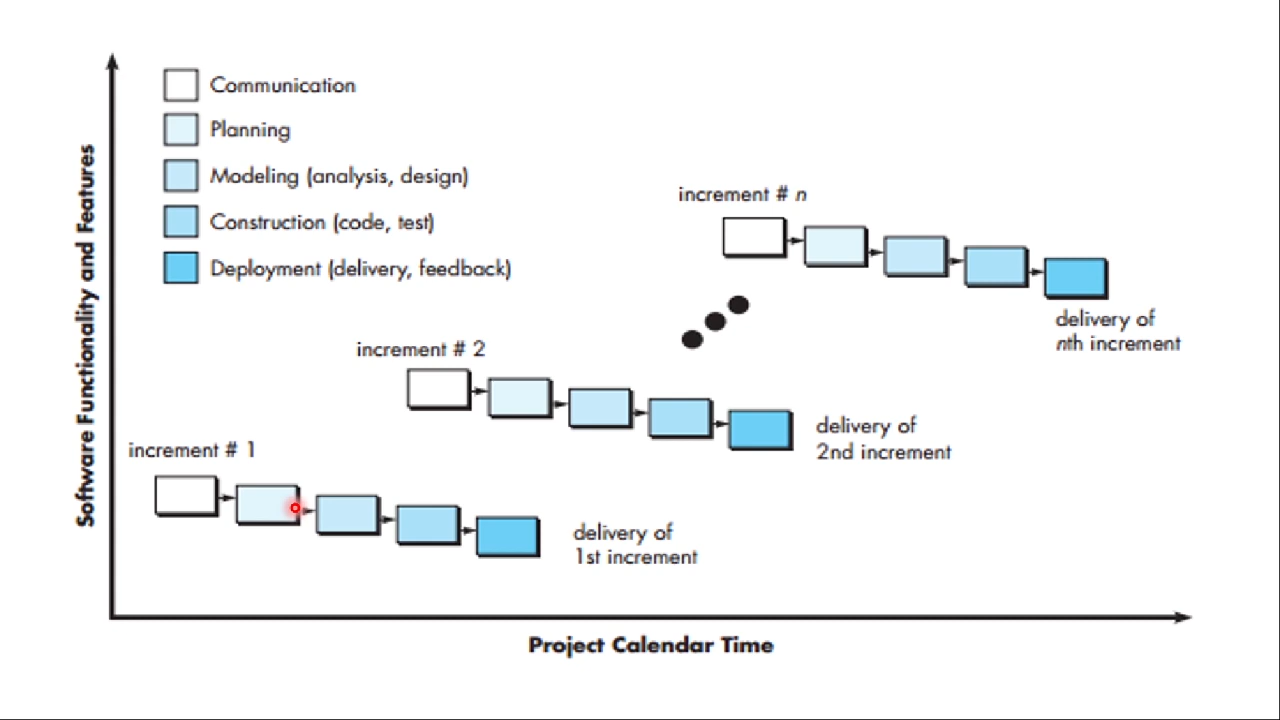 Communication
Planning
Modeling (analysis, design)
Construction (code, test)
Deployment (delivery, feedback)
Software Functionality and Features
increment # n
delivery of
nth increment
increment # 2
delivery of
2nd increment
increment # 1
delivery of
1st increment
Project Calendar Time